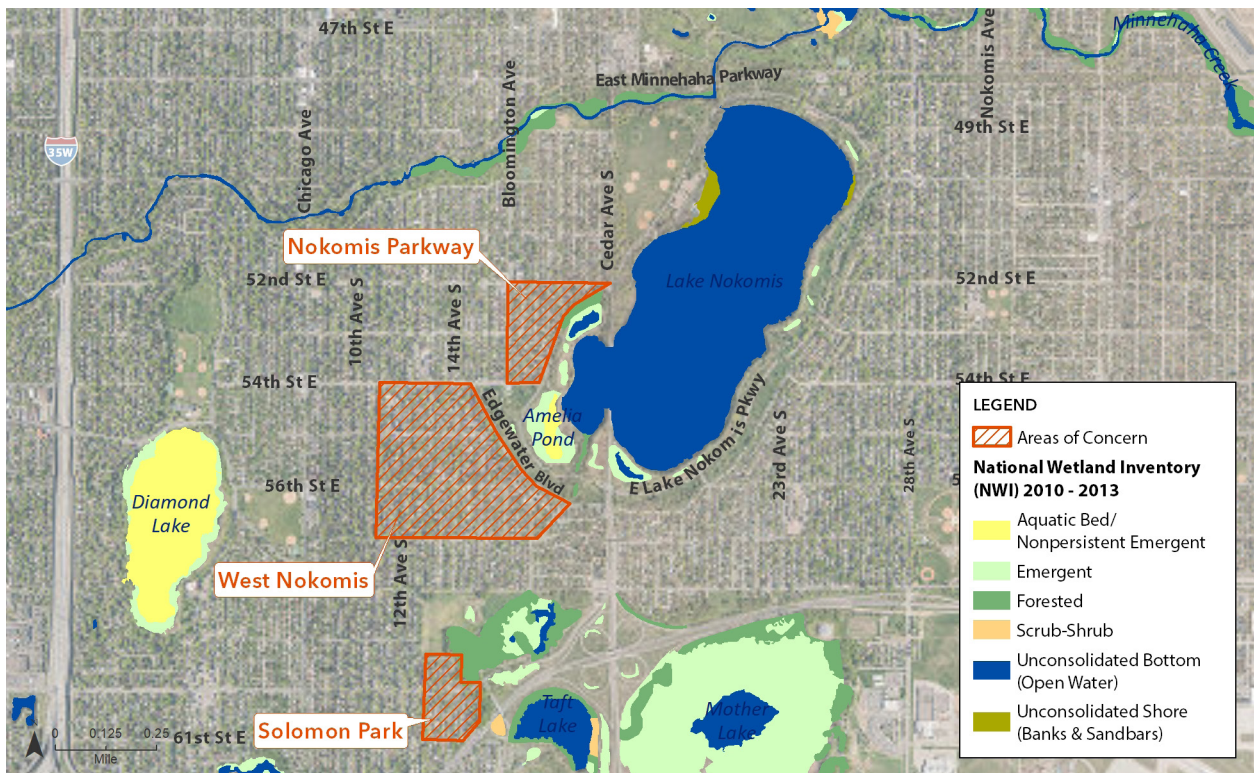 47th St E
Minnehaha Creek
Nokomis Ave
East Minnehaha Parkway
Bloomington Ave
Chicago Ave
49th St E
35W
Cedar Ave S
Nokomis Parkway
52nd St E
52nd St E
Lake Nokomis
10th Ave S
14th Ave S
54th St E
54th St E
Edgewater Blvd
Amelia
Pond
E Lake Nokomis Pkwy
23rd Ave S
28th Ave S
56th St E
5
Diamond
Lake
West Nokomis
12th Ave S
Taft
Lake
Mother
Lake
Solomon Park
61st St E
0 0.125 0.25
Mile
LEGEND
Areas of Concern
National Wetland Inventory
(NWI) 2010 - 2013
Aquatic Bed/
Nonpersistent Emergent
Emergent
Forested
Scrub-Shrub
Unconsolidated Bottom
(Open Water)
Unconsolidated Shore
(Banks & Sandbars)